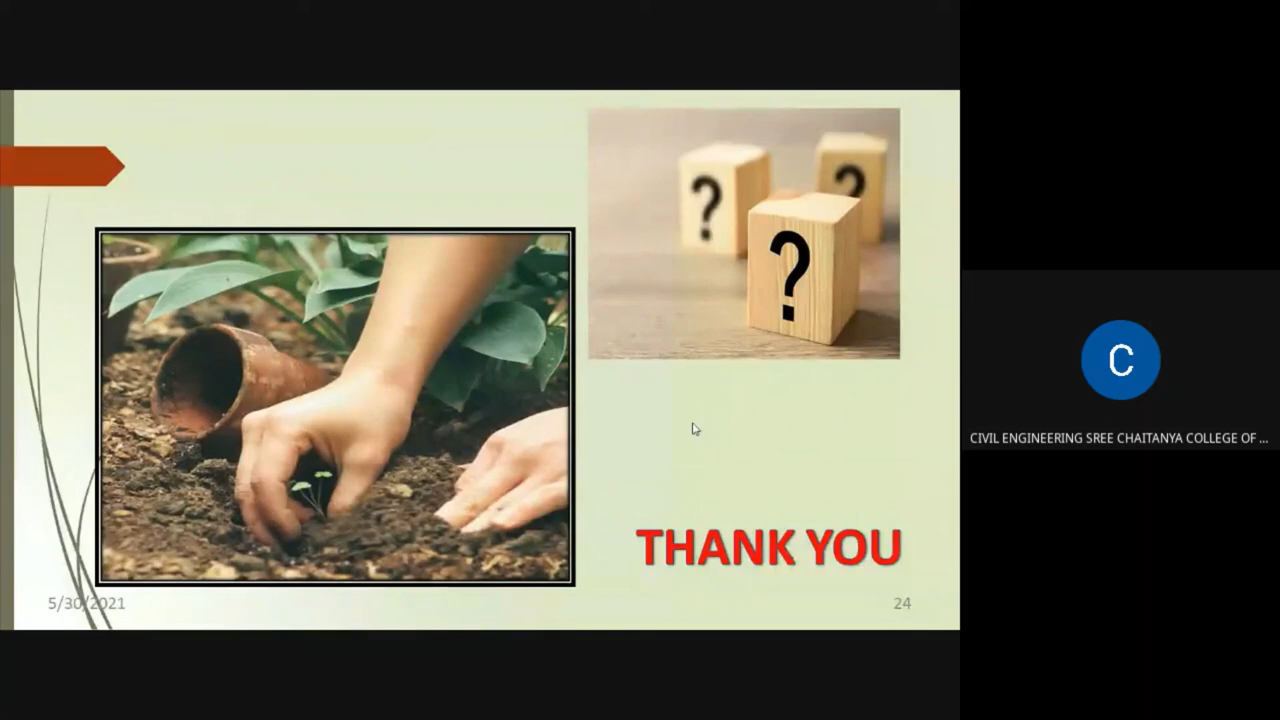 ?
?
?
THANK YOU
5/30/2021
24
C
CIVIL ENGINEERING SREE CHAITANYA COLLEGE OF ...